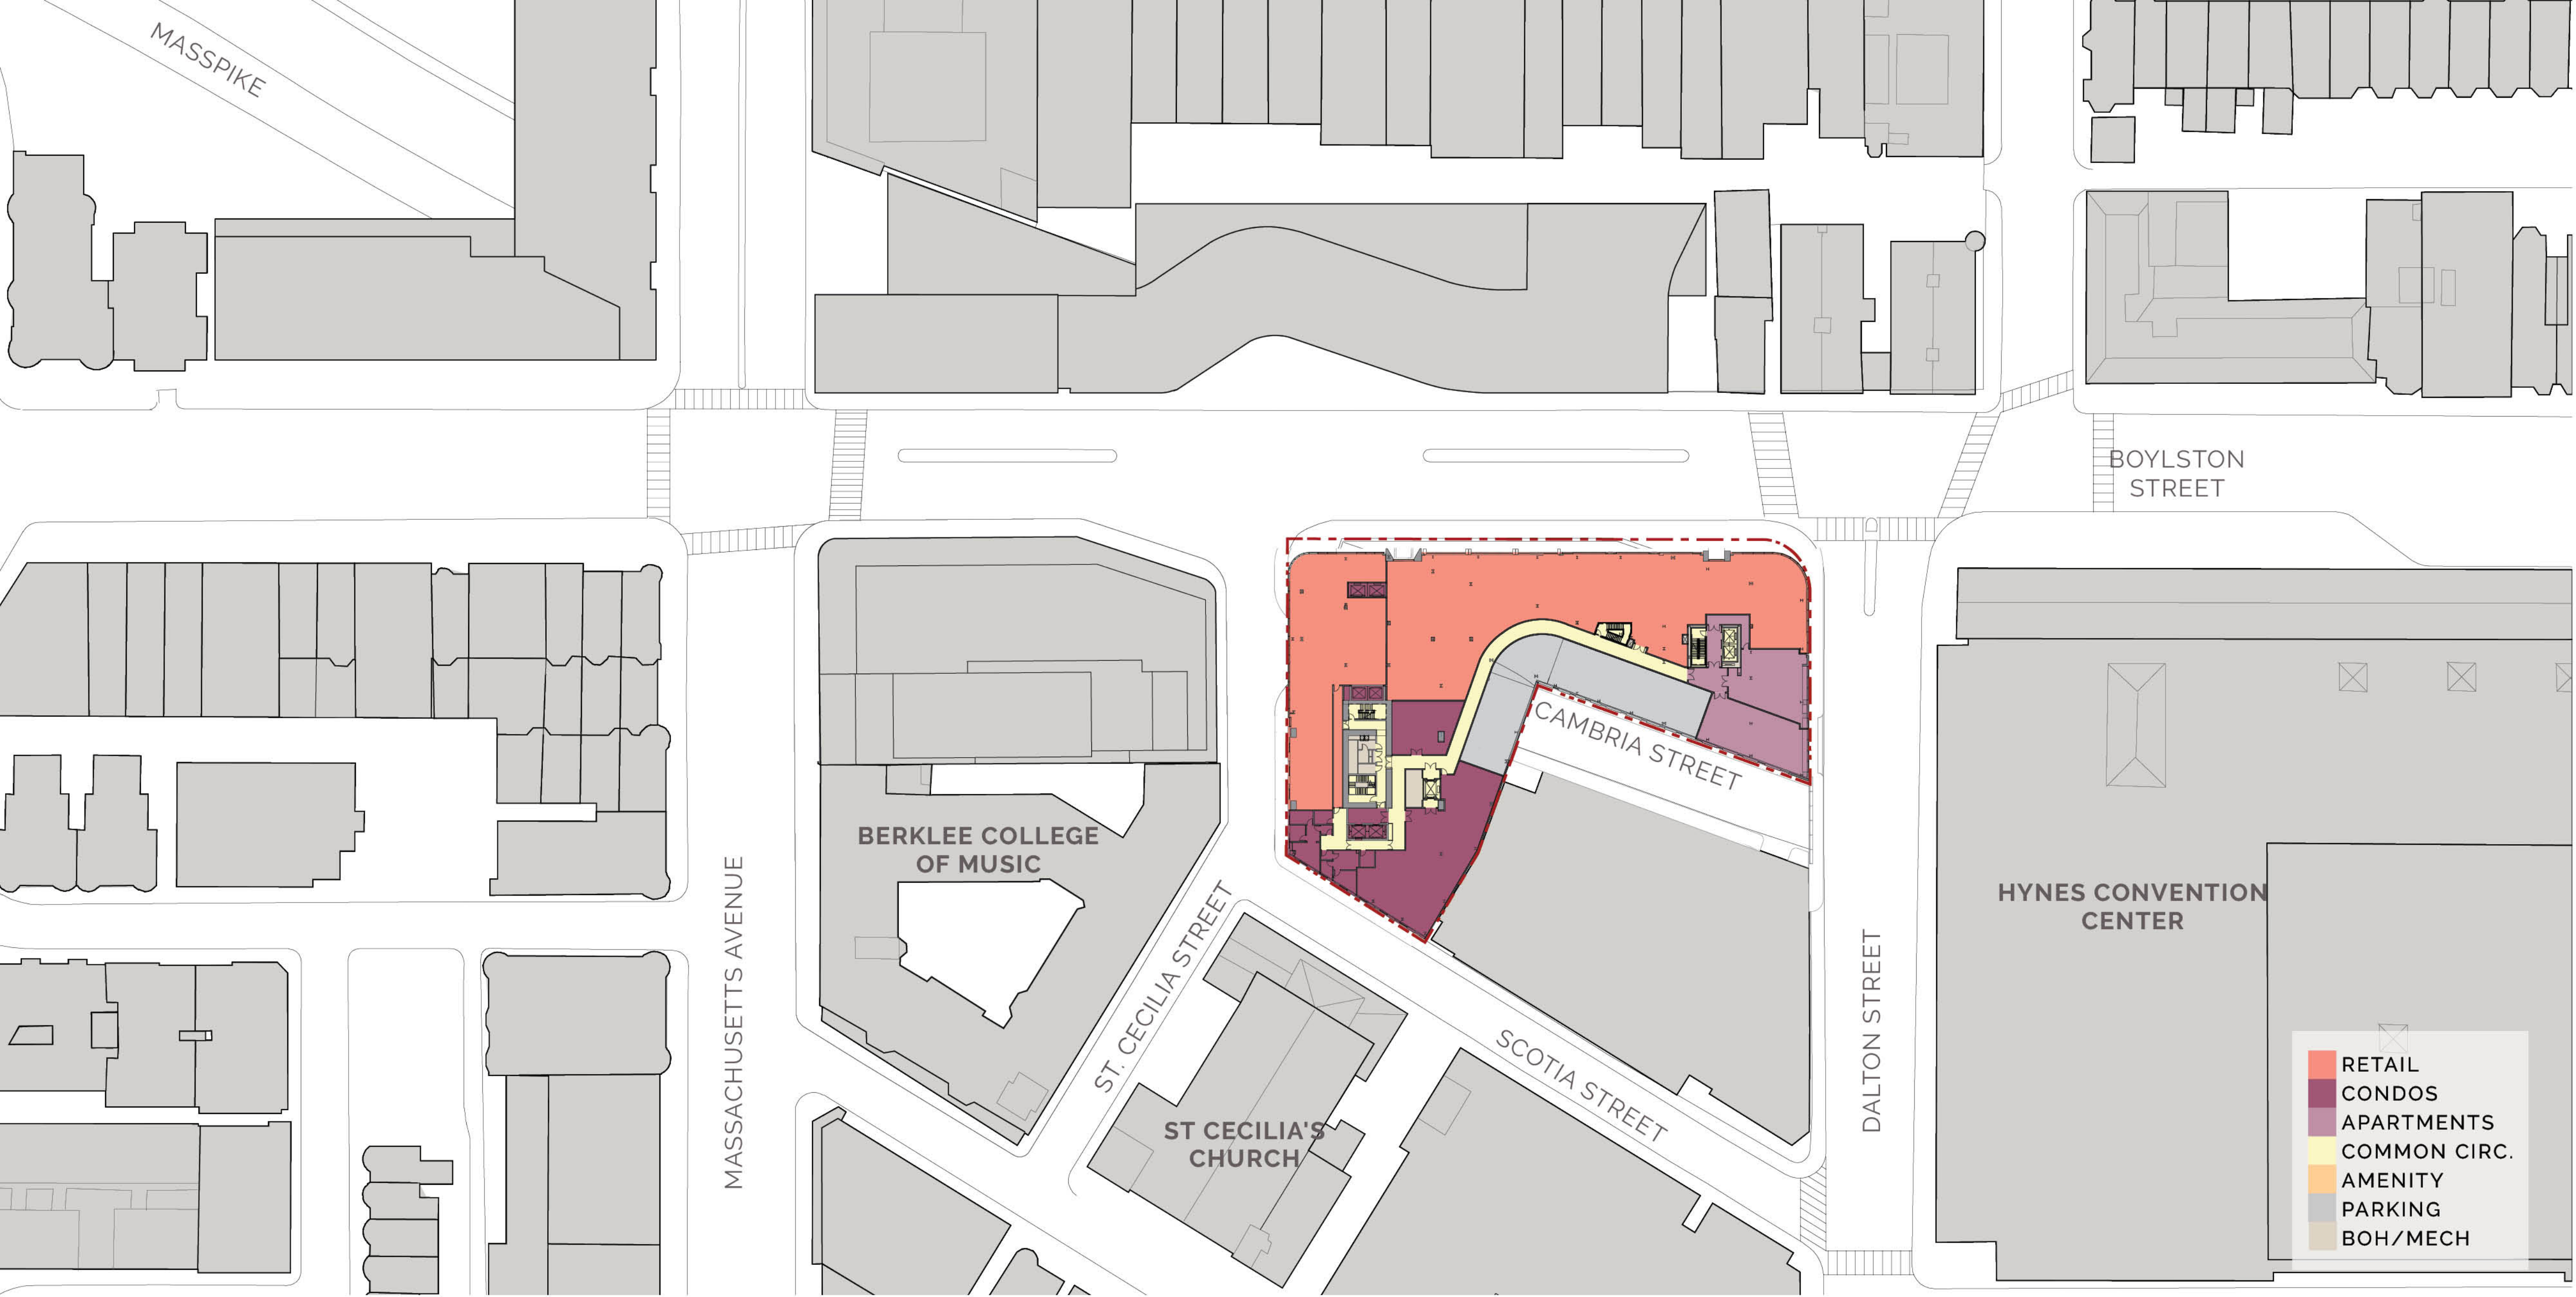 MASSPIKE
BOYLSTON
STREET
CAMBRIA STREET
BERKLEE COLLEGE
OF MUSIC
MASSACHUSETTS AVENUE
ST. CECILIA STREET
ST CECILIA'S
CHURCH
SCOTIA STREET
DALTON STREET
HYNES CONVENTION
CENTER
RETAIL
CONDOS
APARTMENTS
COMMON CIRC.
AMENITY
PARKING
BOH/MECH